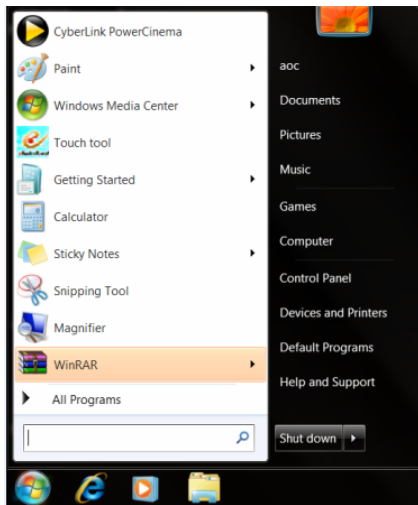 CyberLink PowerCinema
Paint
Windows Media Center
Touch tool
Getting Started
Calculator
Sticky Notes
Snipping Tool
Magnifier
WinRAR
All Programs
aoc
Documents
Pictures
Music
Games
Computer
Control Panel
Devices and Printers
Default Programs
Help and Support
Shut down